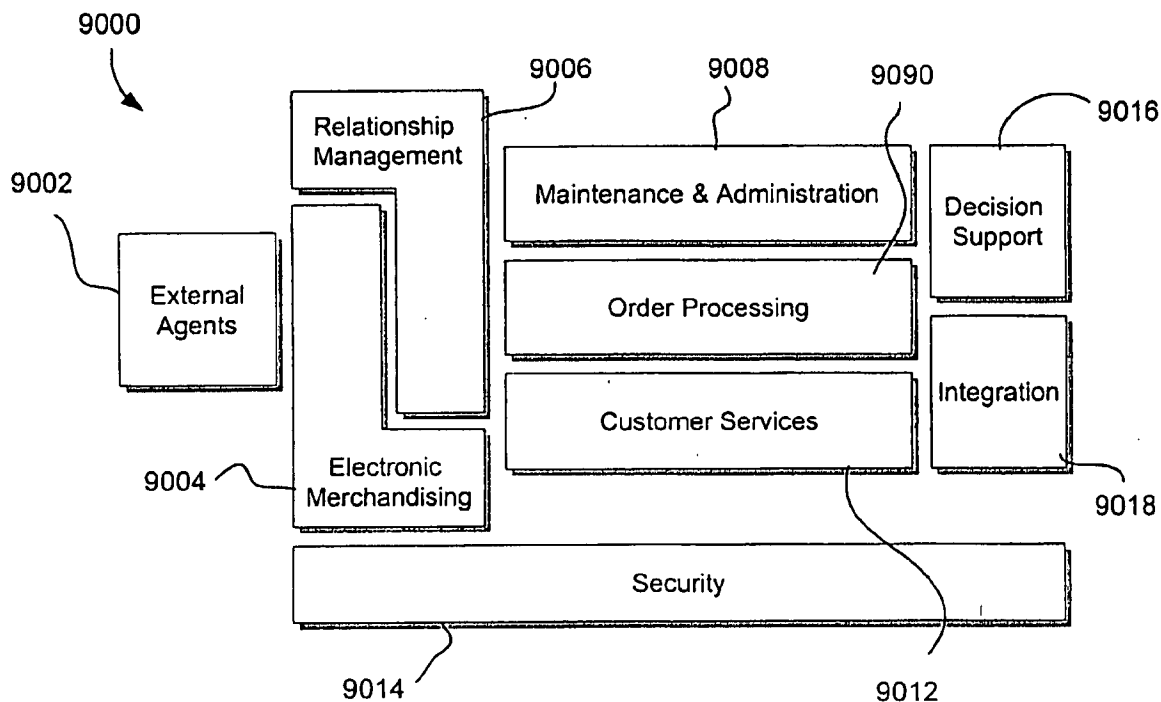 9000
9006
9008
9090
9016
Relationship
Management
9002
Maintenance & Administration
Decision
Support
External
Agents
Order Processing
Customer Services
Integration
9004
Electronic
Merchandising
9018
Security
9014
9012